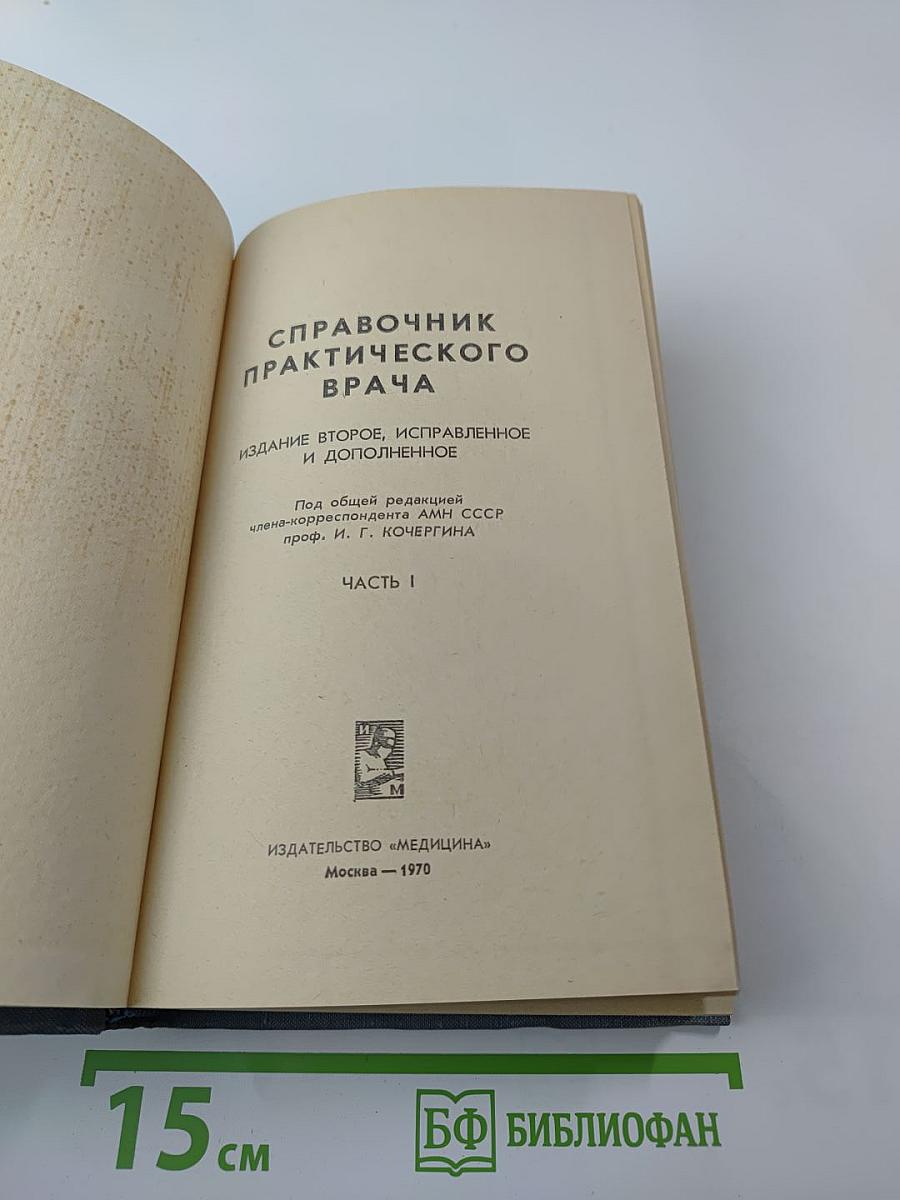 СПРАВОЧНИК
ПРАКТИЧЕСКОГО
ВРАЧА
ИЗДАНИЕ ВТОРОЕ, ИСПРАВЛЕННОЕ
И ДОПОЛНЕННОЕ
Под общей редакцией
члена-корреспондента АМН СССР
проф. И. Г. КОЧЕРГИНА
ЧАСТЬ I
И
М
ИЗДАТЕЛЬСТВО «МЕДИЦИНА»
Москва — 1970
15 см
БФ БИБЛИОФАН